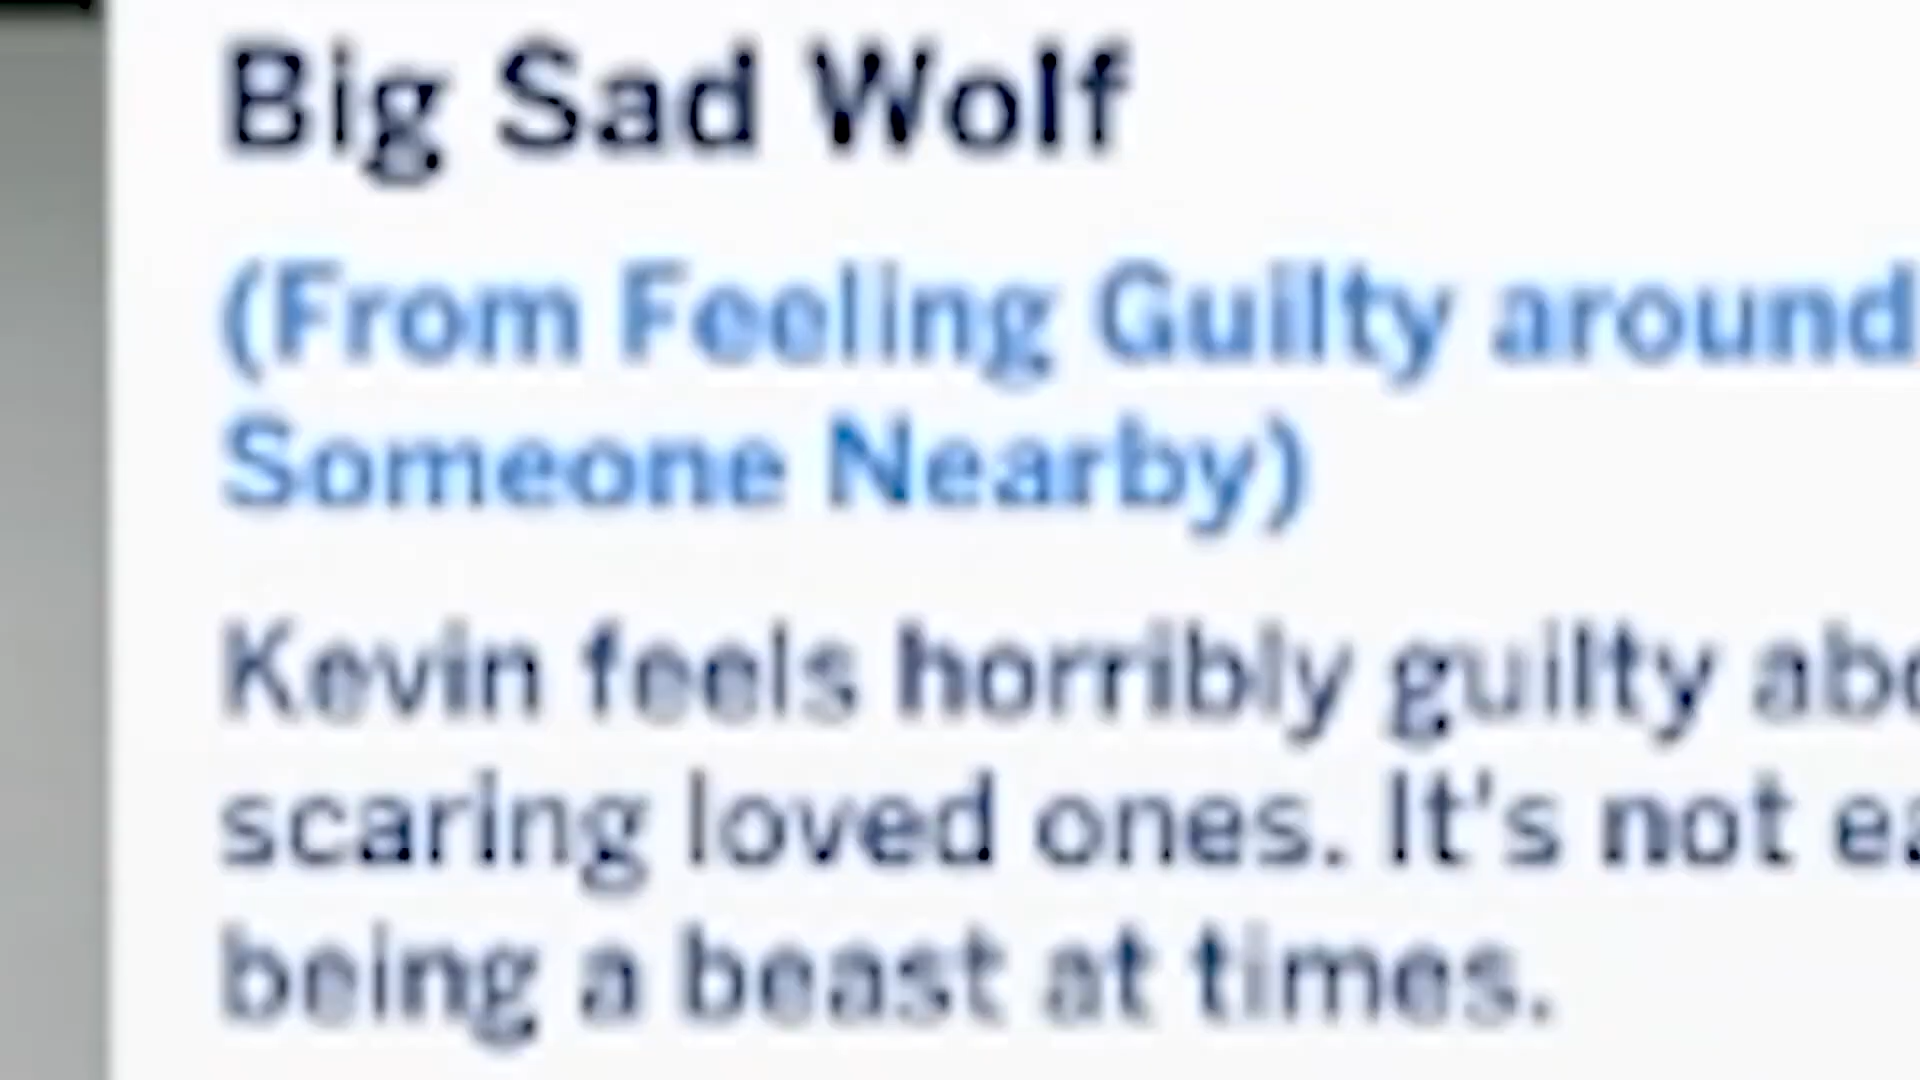 Big Sad Wolf
(From Feeling Guilty around
Someone Nearby)
Kevin feels horribly guilty
scaring loved ones. It's not
being a beast at times.